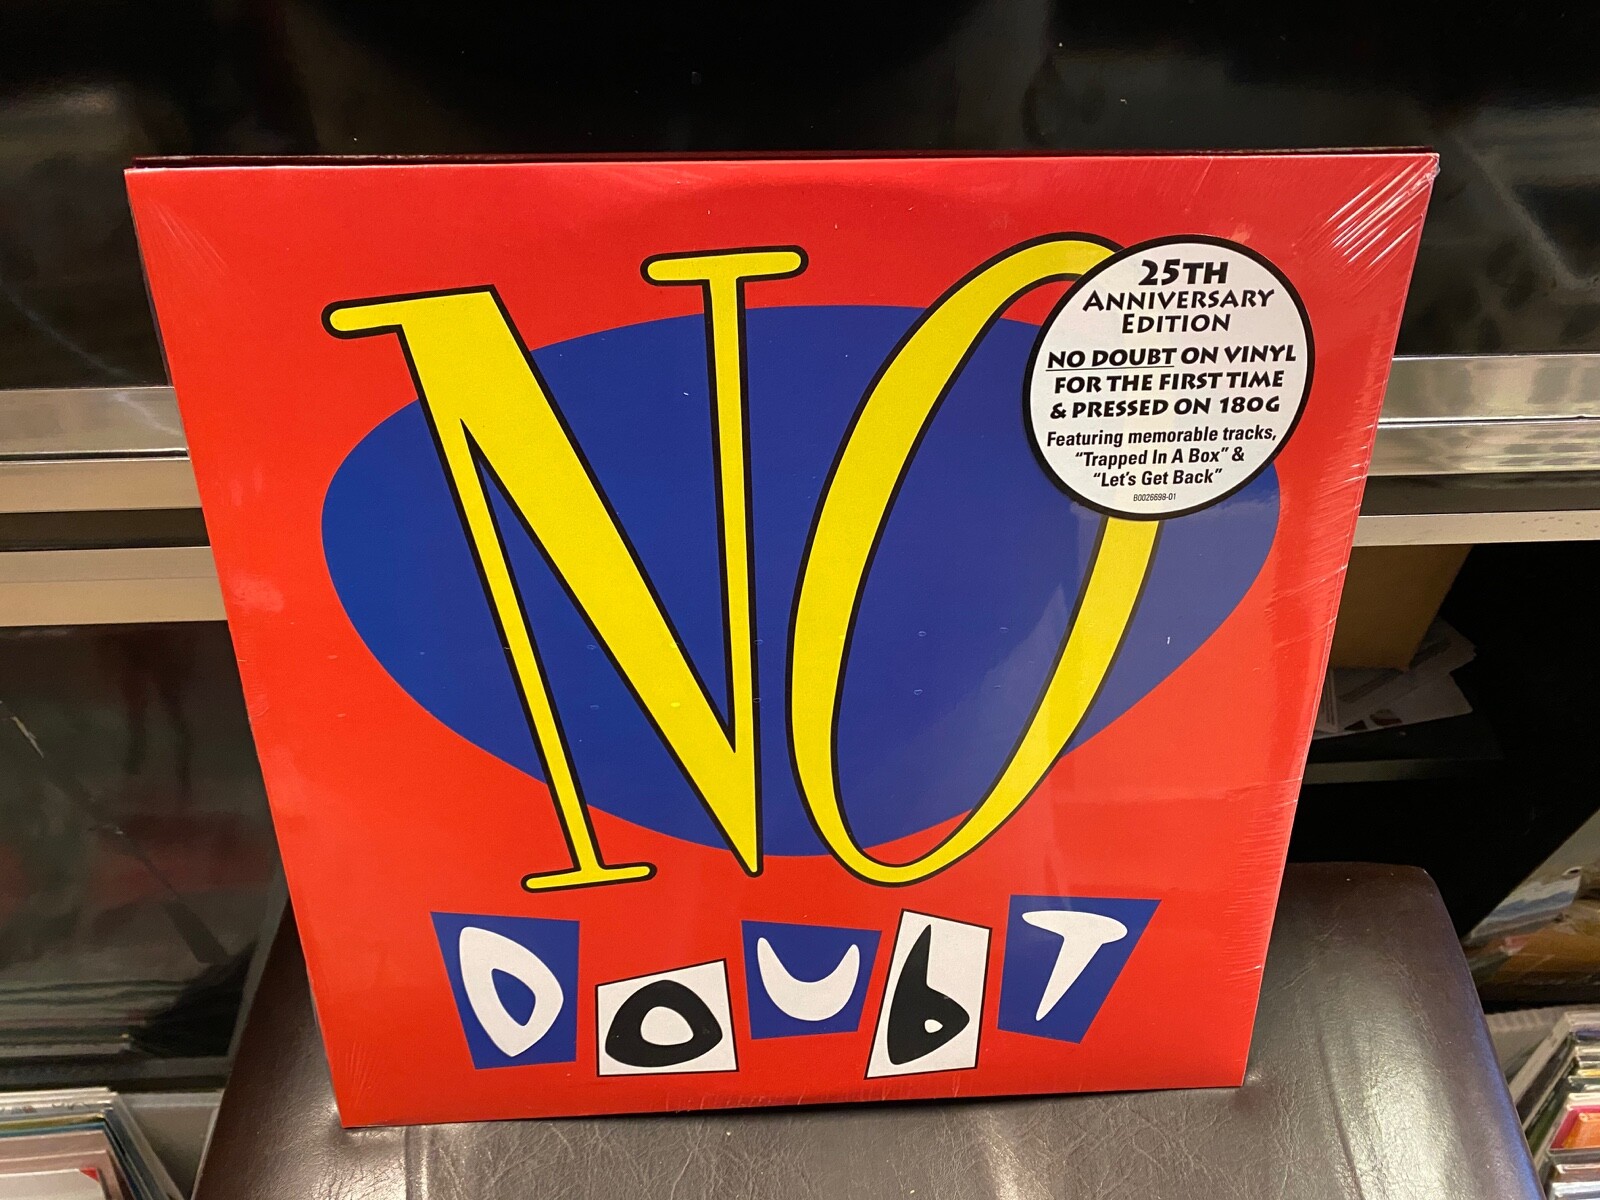 NO
DOUbT
25TH
ANNIVERSARY
EDITION
NO DOUBT ON VINYL
FOR THE FIRST TIME
& PRESSED ON 180G
Featuring memorable tracks,
"Trapped In A Box" &
"Let's Get Back"
B0026698-01